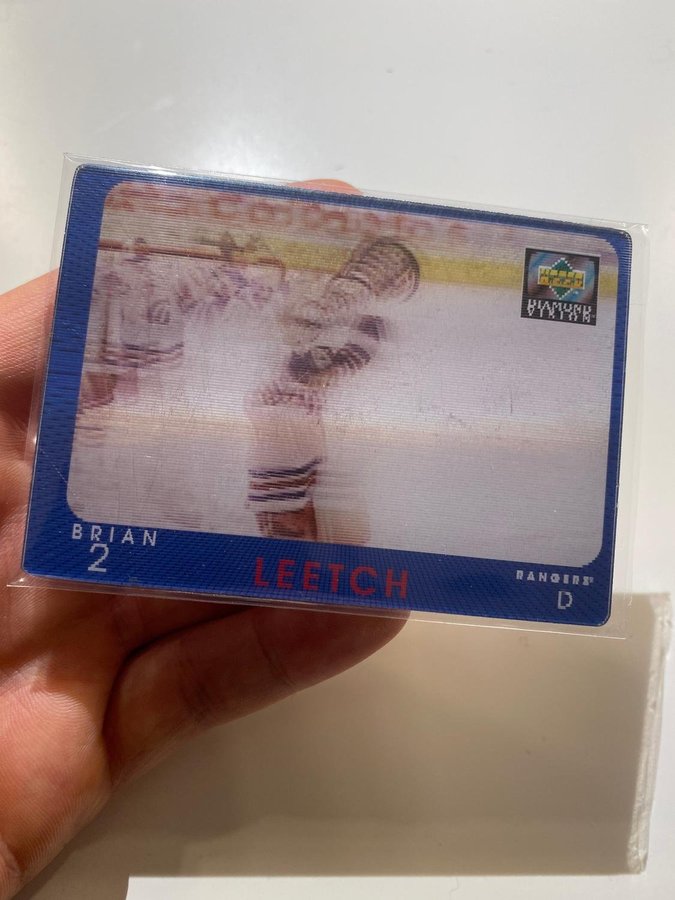 DIAMOND
VISION
BRIAN
2
LEETCH
RANGERS®
D